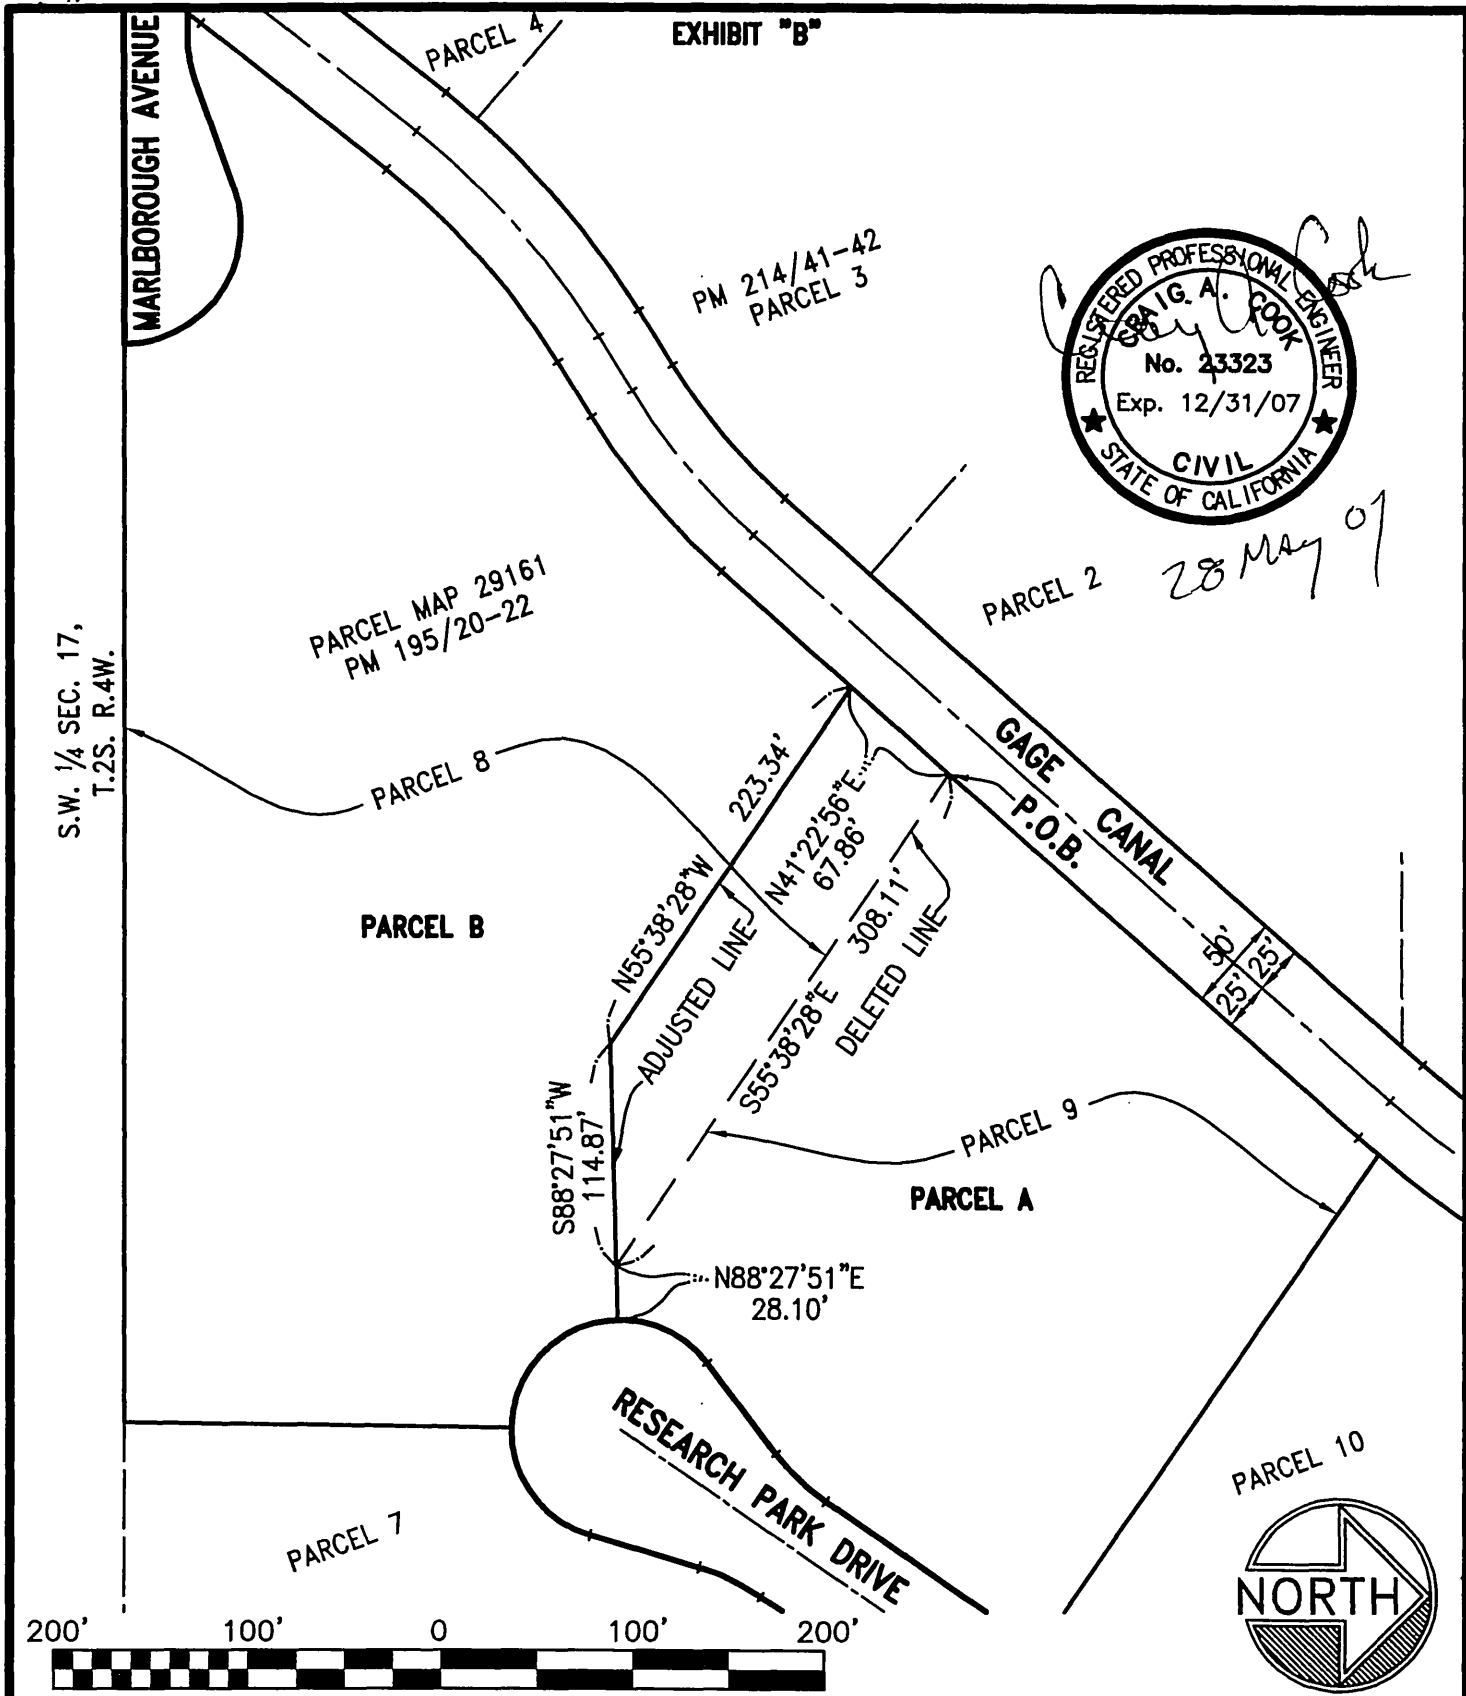 EXHIBIT "B"
MARLBOROUGH AVENUE
PARCEL 4
PM 214/41-42
PARCEL 3
REGISTERED PROFESSIONAL ENGINEER
CRAIG A. COOK
No. 23323
Exp. 12/31/07
CIVIL
STATE OF CALIFORNIA
28 MAY 07
PARCEL 2
PARCEL MAP 29161
PM 195/20-22
S.W. 1/4 SEC. 17,
T.2S. R.4W.
PARCEL 8
223.34'
N55°38'28"W
N41°22'56"E
67.86'
GAGE CANAL
P.O.B.
PARCEL B
ADJUSTED LINE
308.11'
S55°38'28"E
DELETED LINE
50'
25'
25'
S88°27'51"W
114.87'
PARCEL 9
PARCEL A
N88°27'51"E
28.10'
RESEARCH PARK DRIVE
PARCEL 10
PARCEL 7
NORTH
200' 100' 0 100' 200'